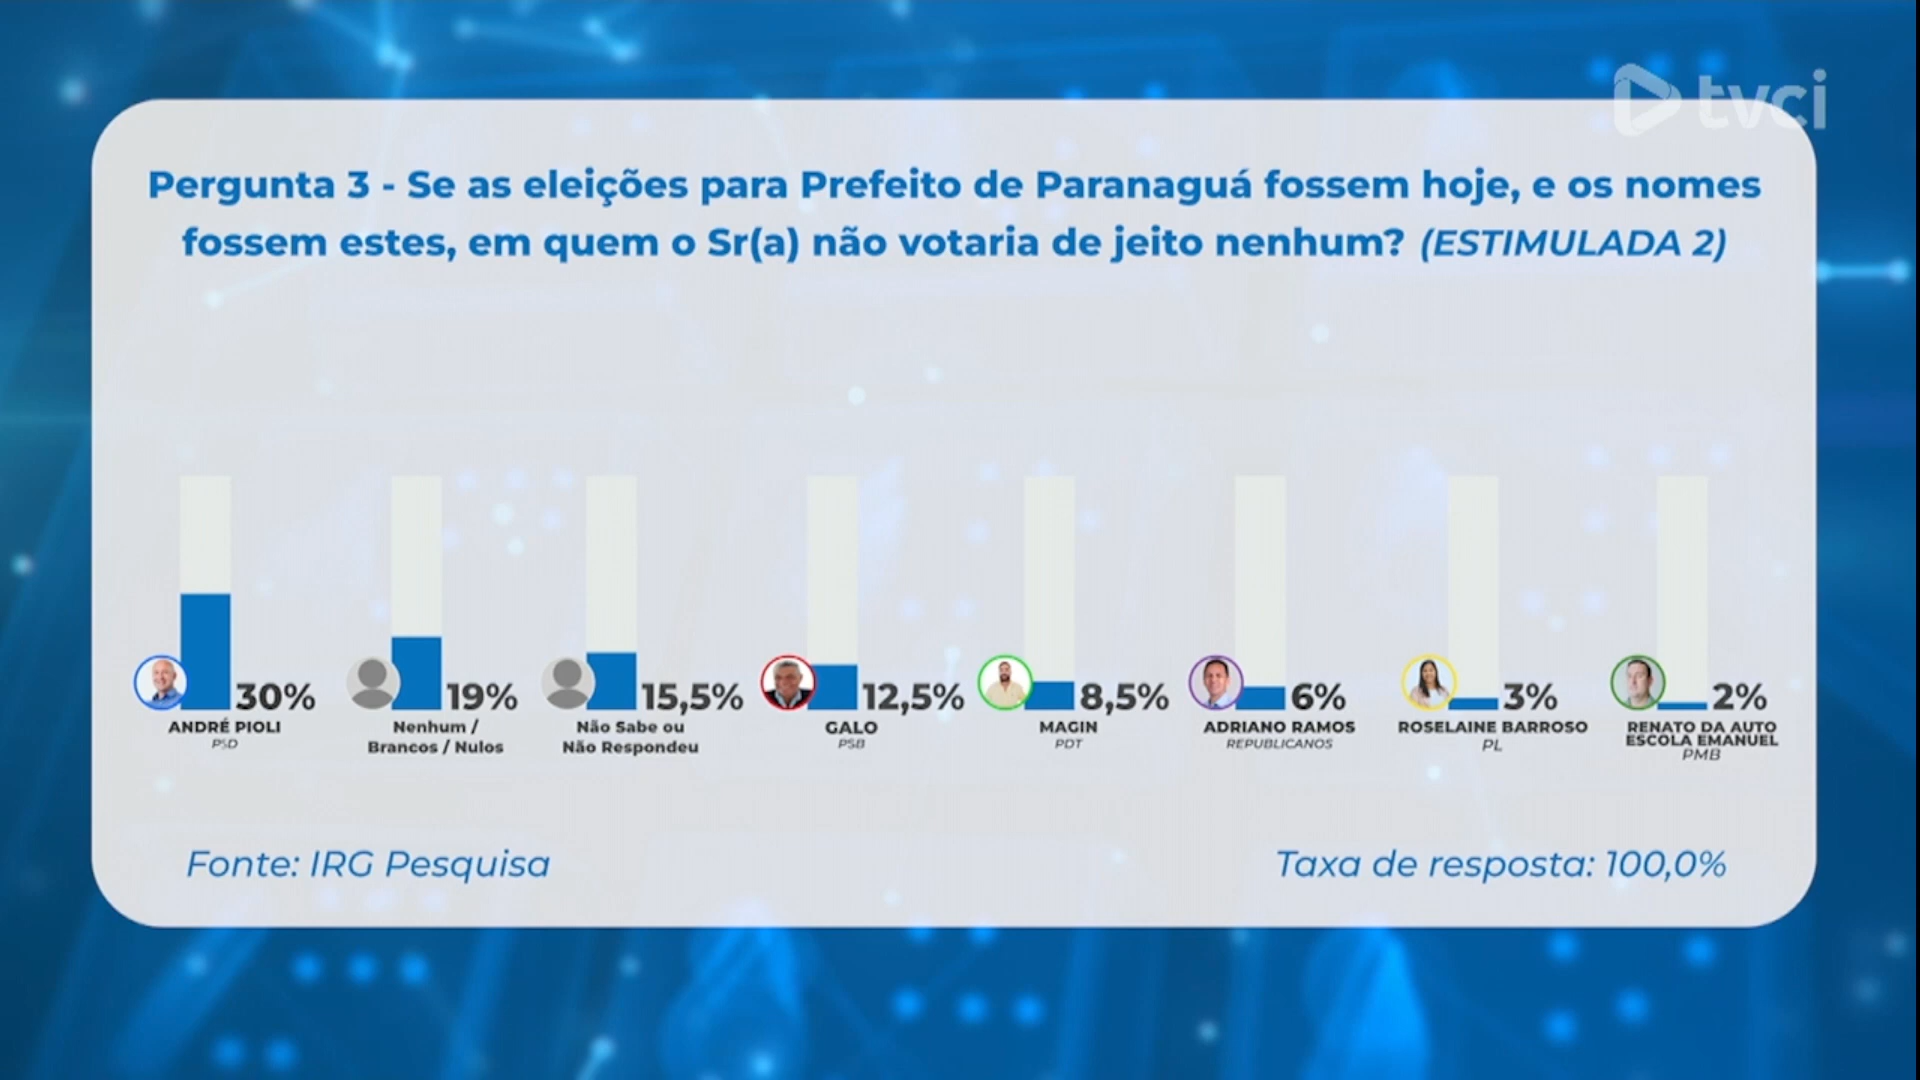 tvci
Pergunta 3 - Se as eleições para Prefeito de Paranaguá fossem hoje, e os nomes
fossem estes, em quem o Sr(a) não votaria de jeito nenhum? (ESTIMULADA 2)
30%
ANDRÉ PIOLI
PSD
19%
Nenhum /
Brancos / Nulos
15,5%
Não Sabe ou
Não Respondeu
12,5%
GALO
PSB
8,5%
MAGIN
PDT
6%
ADRIANO RAMOS
REPUBLICANOS
3%
ROSELAINE BARROSO
PL
2%
RENATO DA AUTO
ESCOLA EMANUEL
PMB
Fonte: IRG Pesquisa
Taxa de resposta: 100,0%